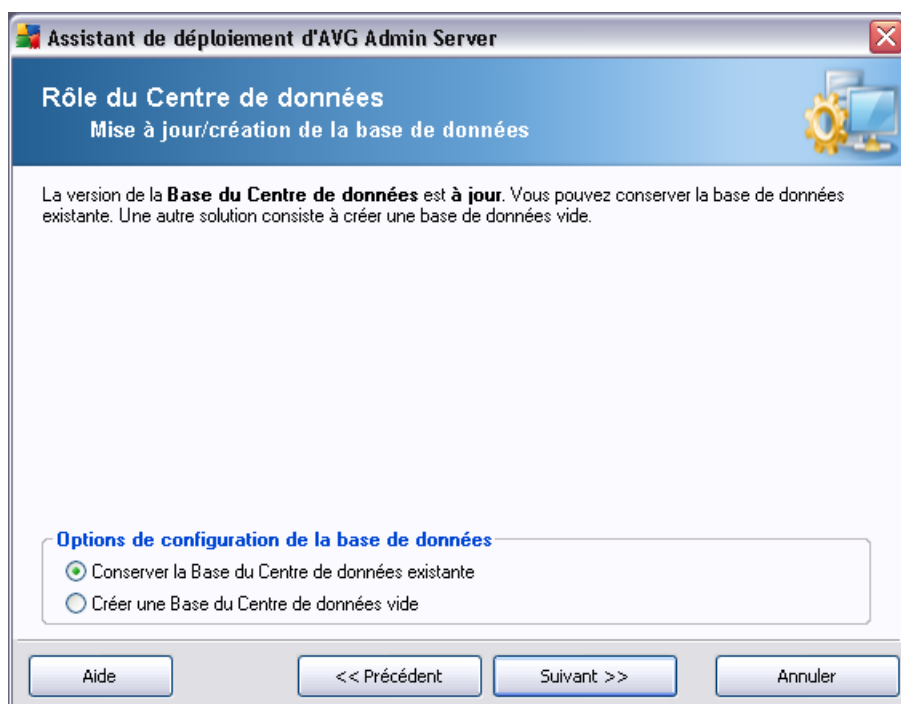 Assistant de déploiement d'AVG Admin Server
Rôle du Centre de données
Mise à jour/création de la base de données
La version de la Base du Centre de données est à jour. Vous pouvez conserver la base de données
existante. Une autre solution consiste à créer une base de données vide.
Options de configuration de la base de données
Conserver la Base du Centre de données existante
Créer une Base du Centre de données vide
Aide
<< Précédent
Suivant >>
Annuler